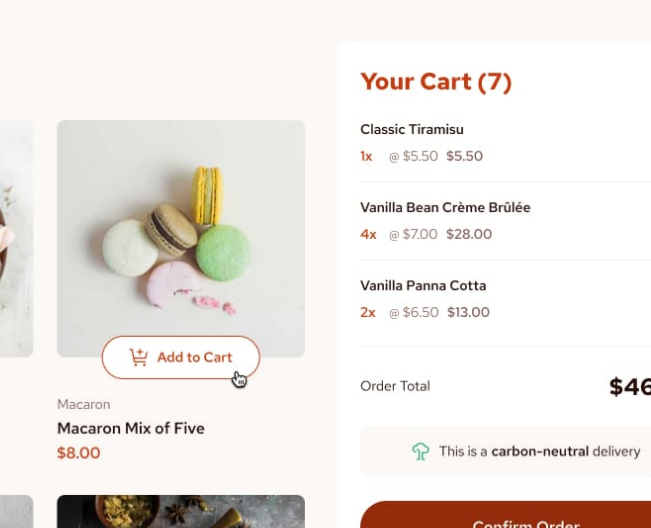 Your Cart (7)
Classic Tiramisu
1x @ $5.50 $5.50
Vanilla Bean Crème Brûlée
4x @ $7.00 $28.00
Vanilla Panna Cotta
2x @ $6.50 $13.00
Order Total $46
This is a carbon-neutral delivery
Confirm Order
Add to Cart
Macaron
Macaron Mix of Five
$8.00